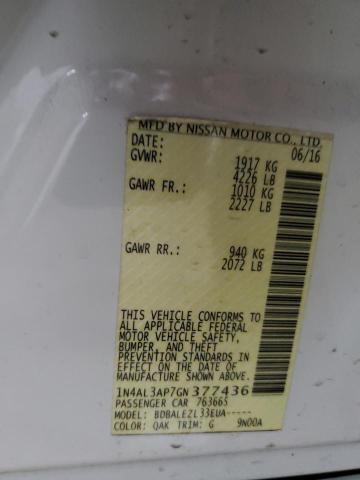 MFD BY NISSAN MOTOR CO., LTD.
DATE: 06/16
GVWR: 1917 KG
4226 LB
GAWR FR.: 1010 KG
2227 LB
GAWR RR.: 940 KG
2072 LB
THIS VEHICLE CONFORMS TO
ALL APPLICABLE FEDERAL
MOTOR VEHICLE SAFETY,
BUMPER, AND THEFT
PREVENTION STANDARDS IN
EFFECT ON THE DATE OF
MANUFACTURE SHOWN ABOVE.
1N4AL3AP7GN377436
PASSENGER CAR 763665
MODEL: BDBALEZL33EUA-----
COLOR: QAK TRIM: G 9N00A